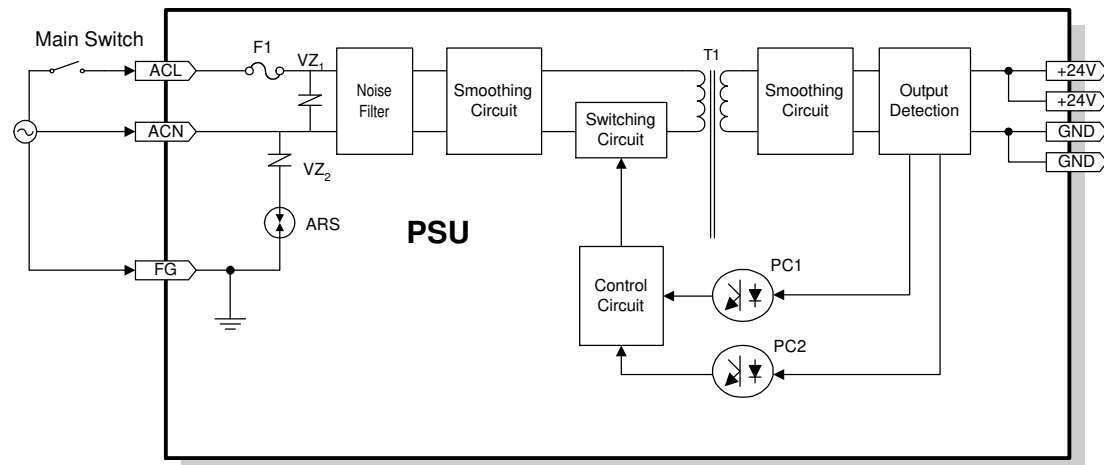 Main Switch
ACL
F1
VZ1
Noise
Filter
Smoothing
Circuit
T1
Smoothing
Circuit
Output
Detection
+24V
+24V
ACN
Switching
Circuit
GND
GND
VZ2
ARS
PSU
FG
Control
Circuit
PC1
PC2